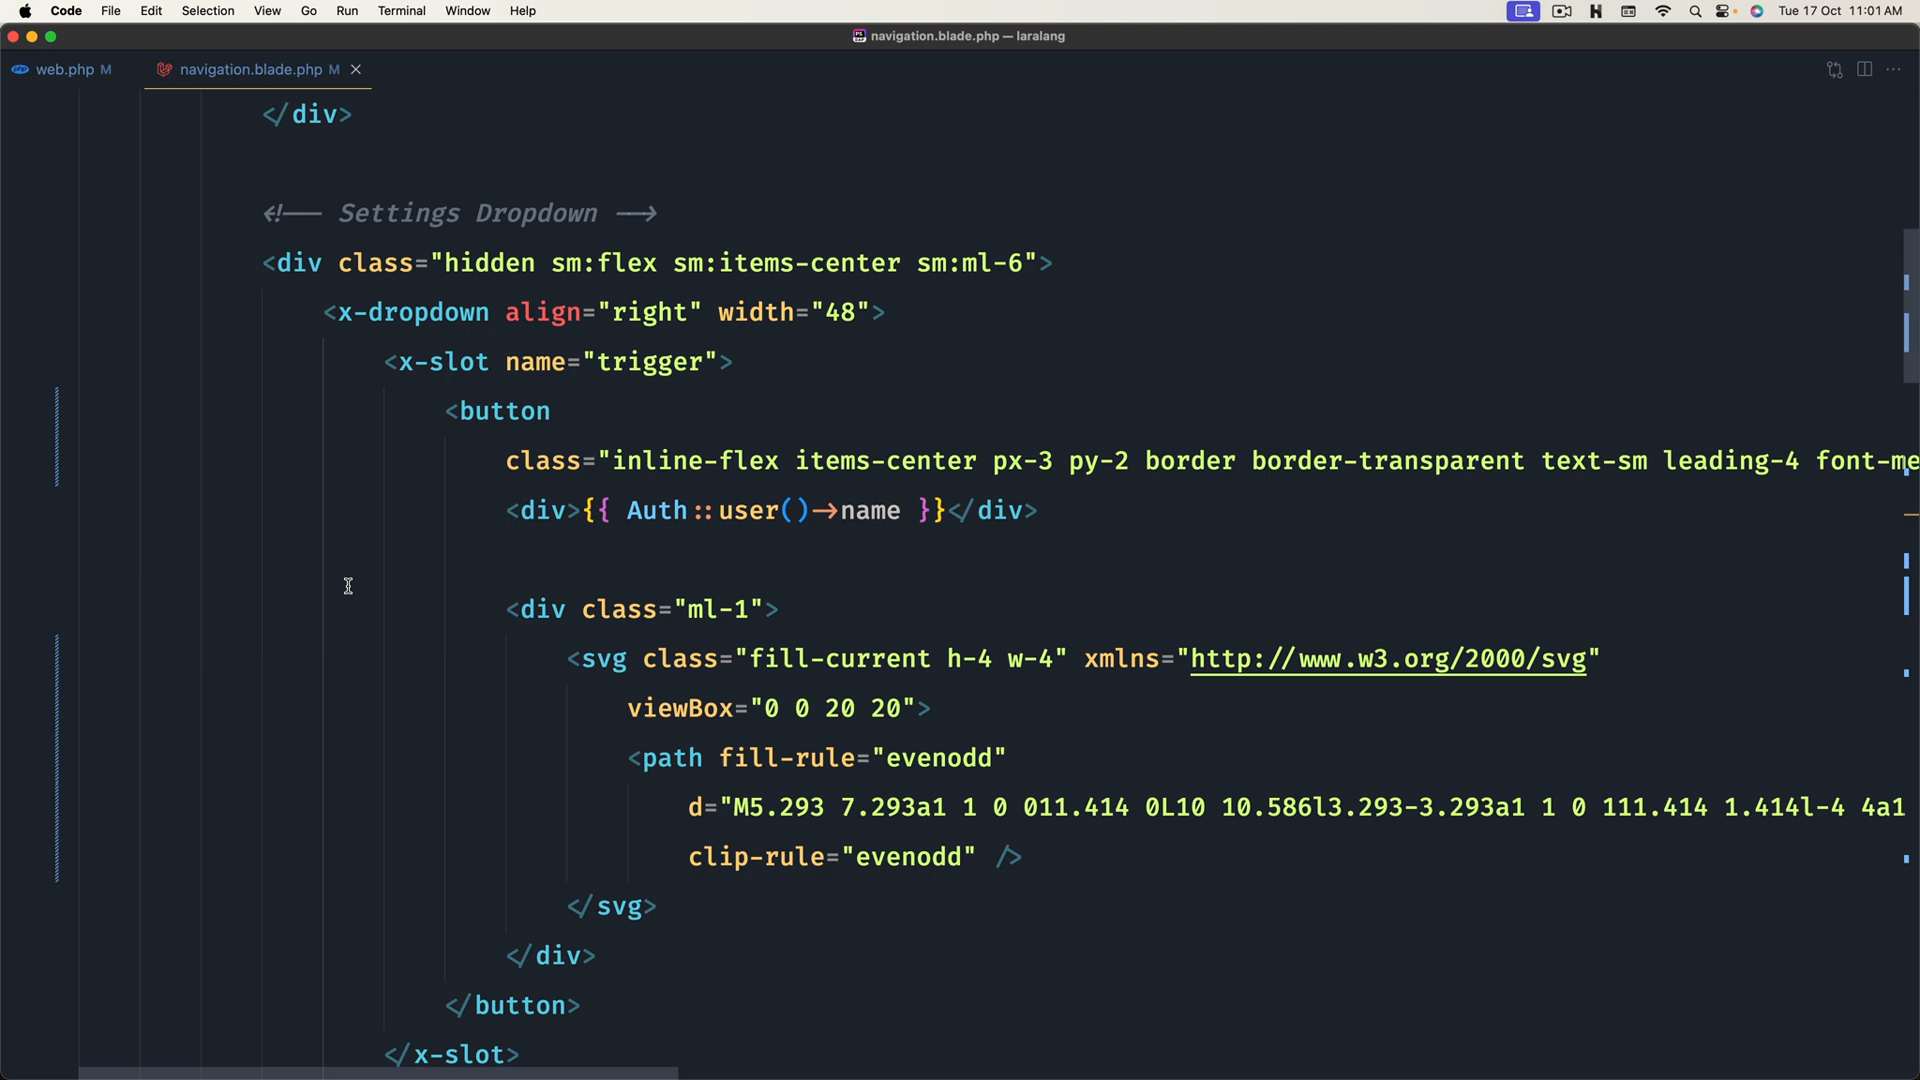 Code File Edit Selection View Go Run Terminal Window Help Tue 17 Oct 11:01 AM
navigation.blade.php — laralang
web.php M navigation.blade.php M
</div>
<!-- Settings Dropdown -->
<div class="hidden sm:flex sm:items-center sm:ml-6">
<x-dropdown align="right" width="48">
<x-slot name="trigger">
<button
class="inline-flex items-center px-3 py-2 border border-transparent text-sm leading-4 font-me
<div>{{ Auth::user()->name }}</div>
<div class="ml-1">
<svg class="fill-current h-4 w-4" xmlns="http://www.w3.org/2000/svg"
viewBox="0 0 20 20">
<path fill-rule="evenodd"
d="M5.293 7.293a1 1 0 011.414 0L10 10.586l3.293-3.293a1 1 0 111.414 1.414l-4 4a1
clip-rule="evenodd" />
</svg>
</div>
</button>
</x-slot>